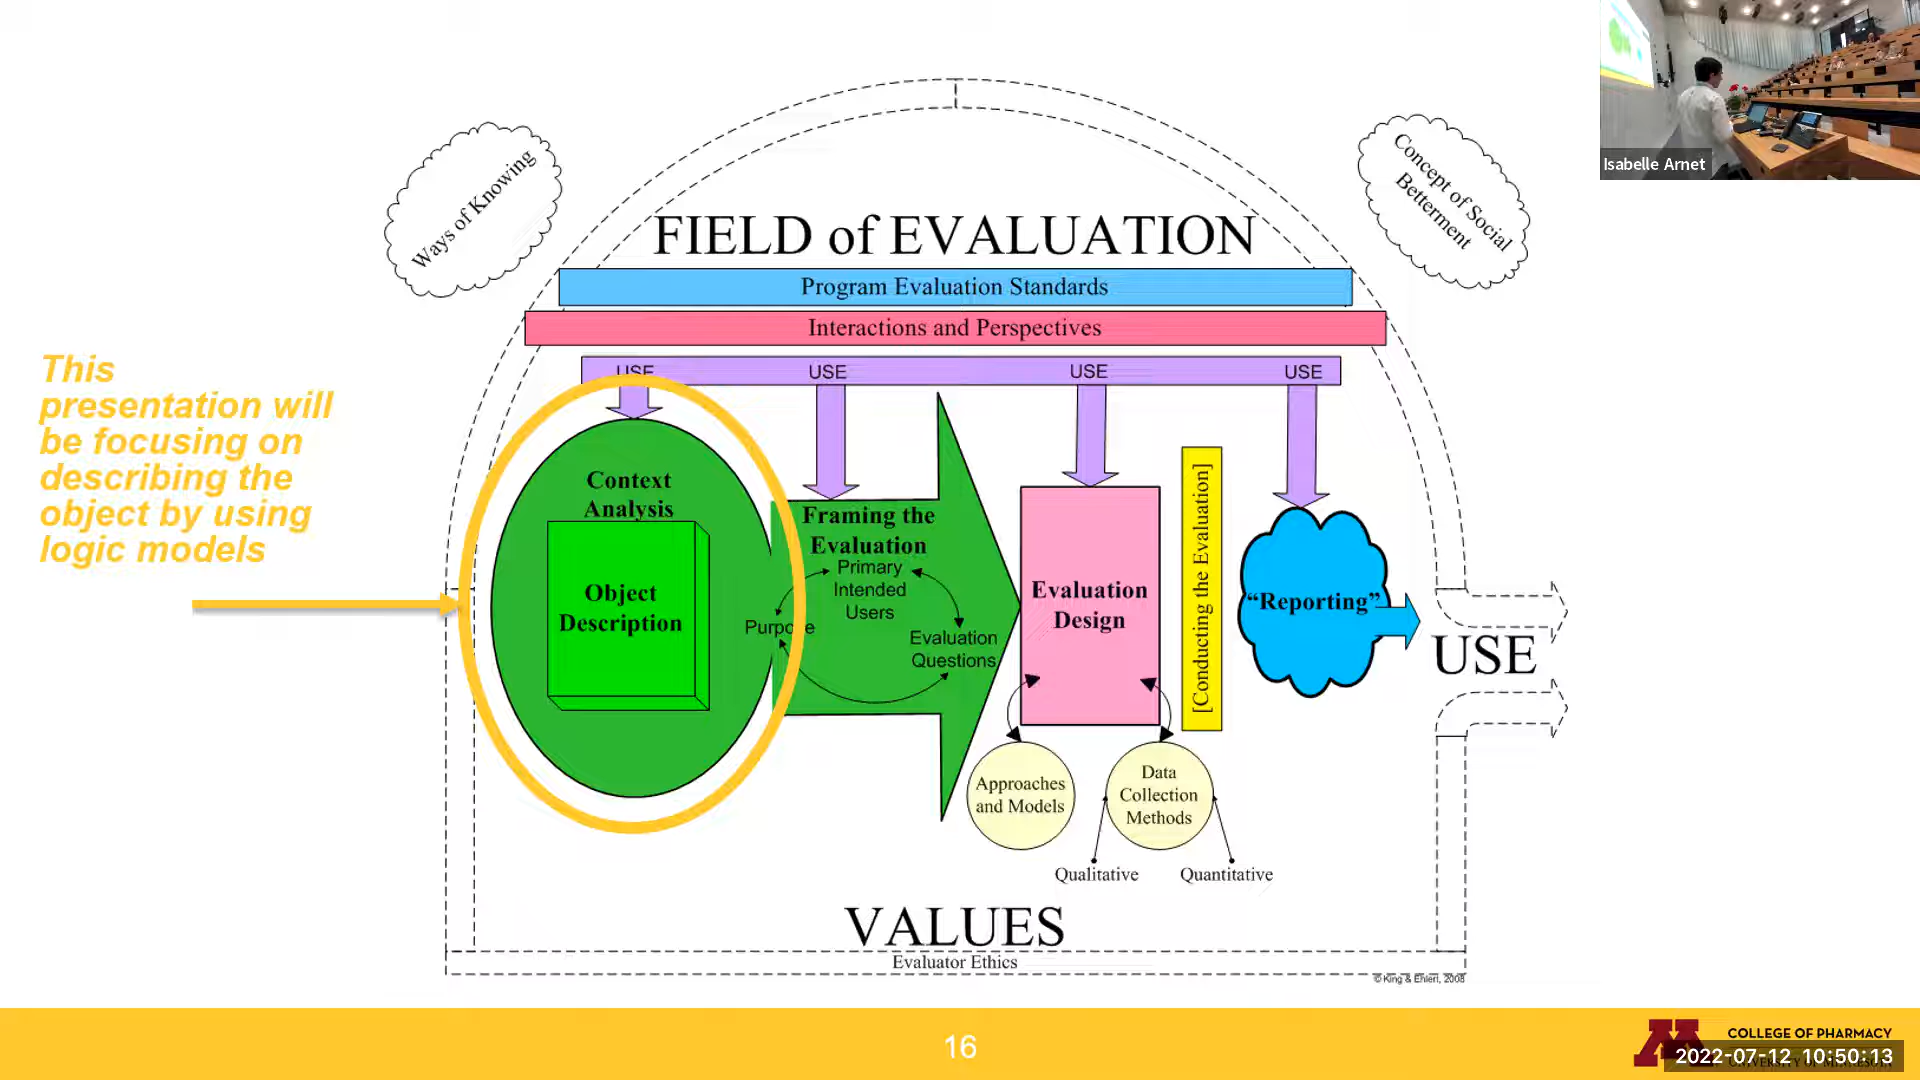 Isabelle Arnet
Ways of Knowing
Concept of Social
Betterment
FIELD of EVALUATION
Program Evaluation Standards
Interactions and Perspectives
USE
USE
USE
USE
This
presentation will
be focusing on
describing the
object by using
logic models
Context
Analysis
Object
Description
Framing the
Evaluation
Primary
Intended
Users
Purpose
Evaluation
Questions
Evaluation
Design
[Conducting the Evaluation]
“Reporting”
USE
Approaches
and Models
Data
Collection
Methods
Qualitative
Quantitative
VALUES
Evaluator Ethics
© King & Ehlert, 2008
16
M
COLLEGE OF PHARMACY
UNIVERSITY OF MINNESOTA
2022-07-12 10:50:13